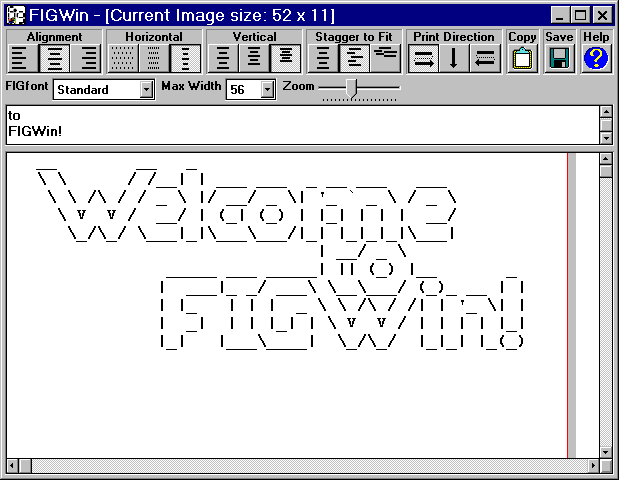 FIGWin - [Current Image size: 52 x 11]
Alignment Horizontal Vertical Stagger to Fit Print Direction Copy Save Help
FIGfont Standard Max Width 56 Zoom
to
FIGWin!
Welcome
to
FIGWin!